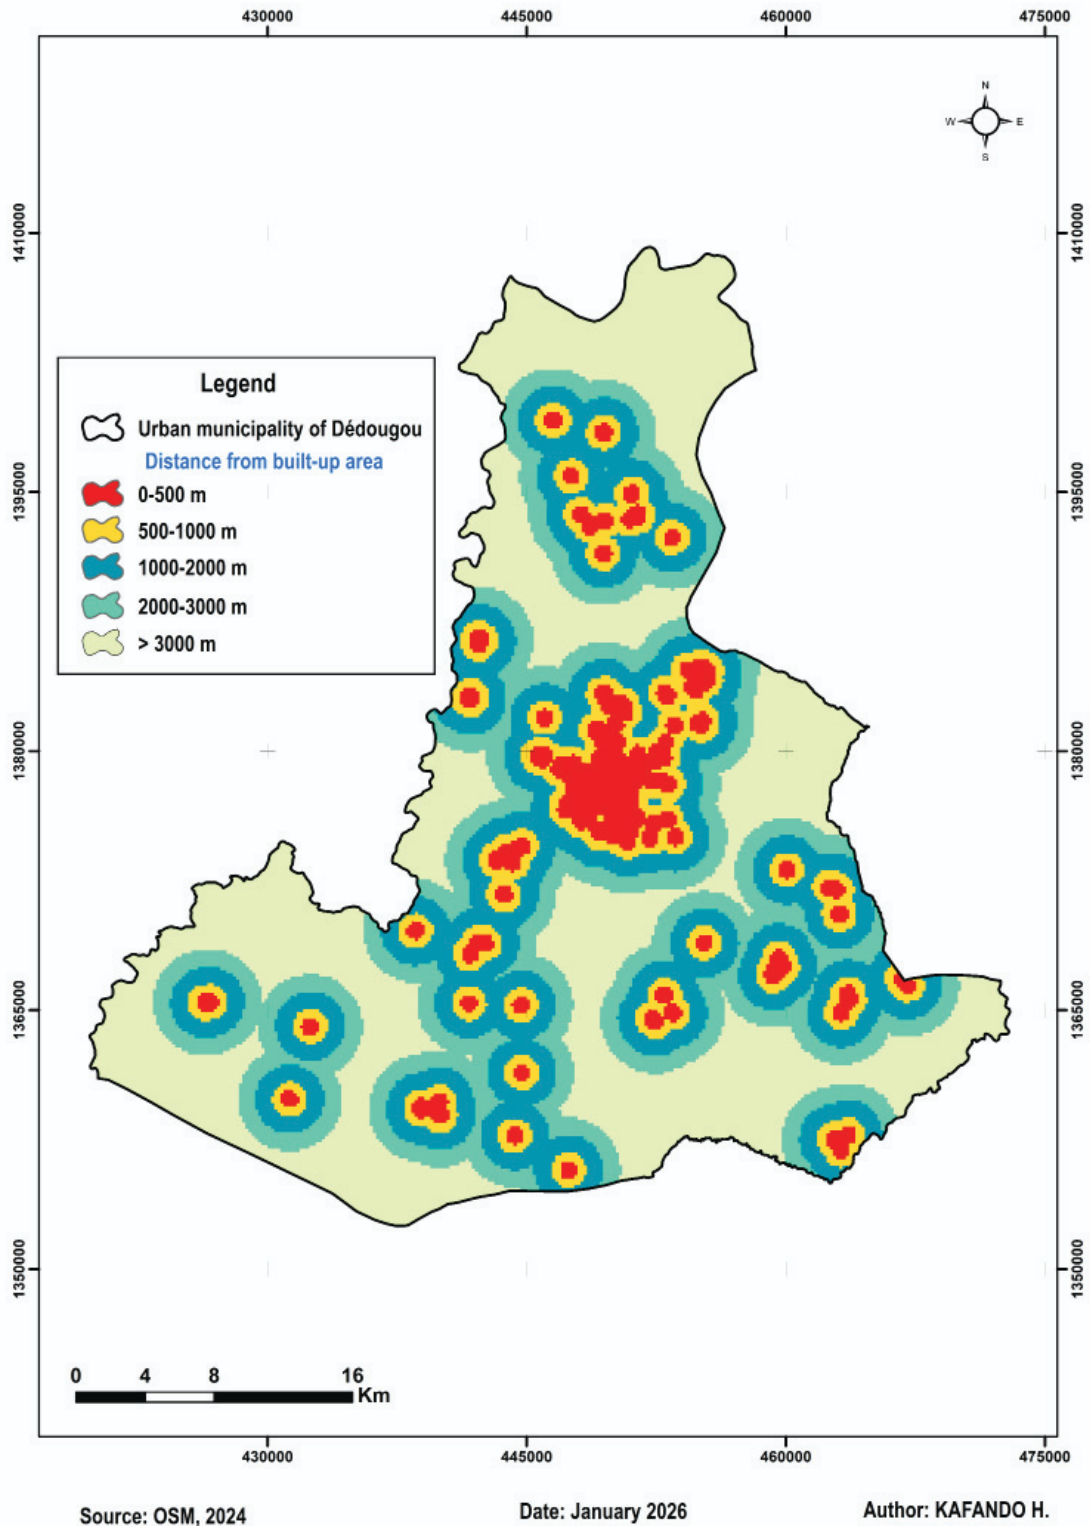 430000 445000 460000 475000
N
W E
S
1410000 1410000
Legend
Urban municipality of Dédougou
Distance from built-up area
0-500 m
500-1000 m
1000-2000 m
2000-3000 m
> 3000 m
1395000 1395000
1380000 1380000
1365000 1365000
1350000 1350000
0 4 8 16
Km
430000 445000 460000 475000
Source: OSM, 2024 Date: January 2026 Author: KAFANDO H.